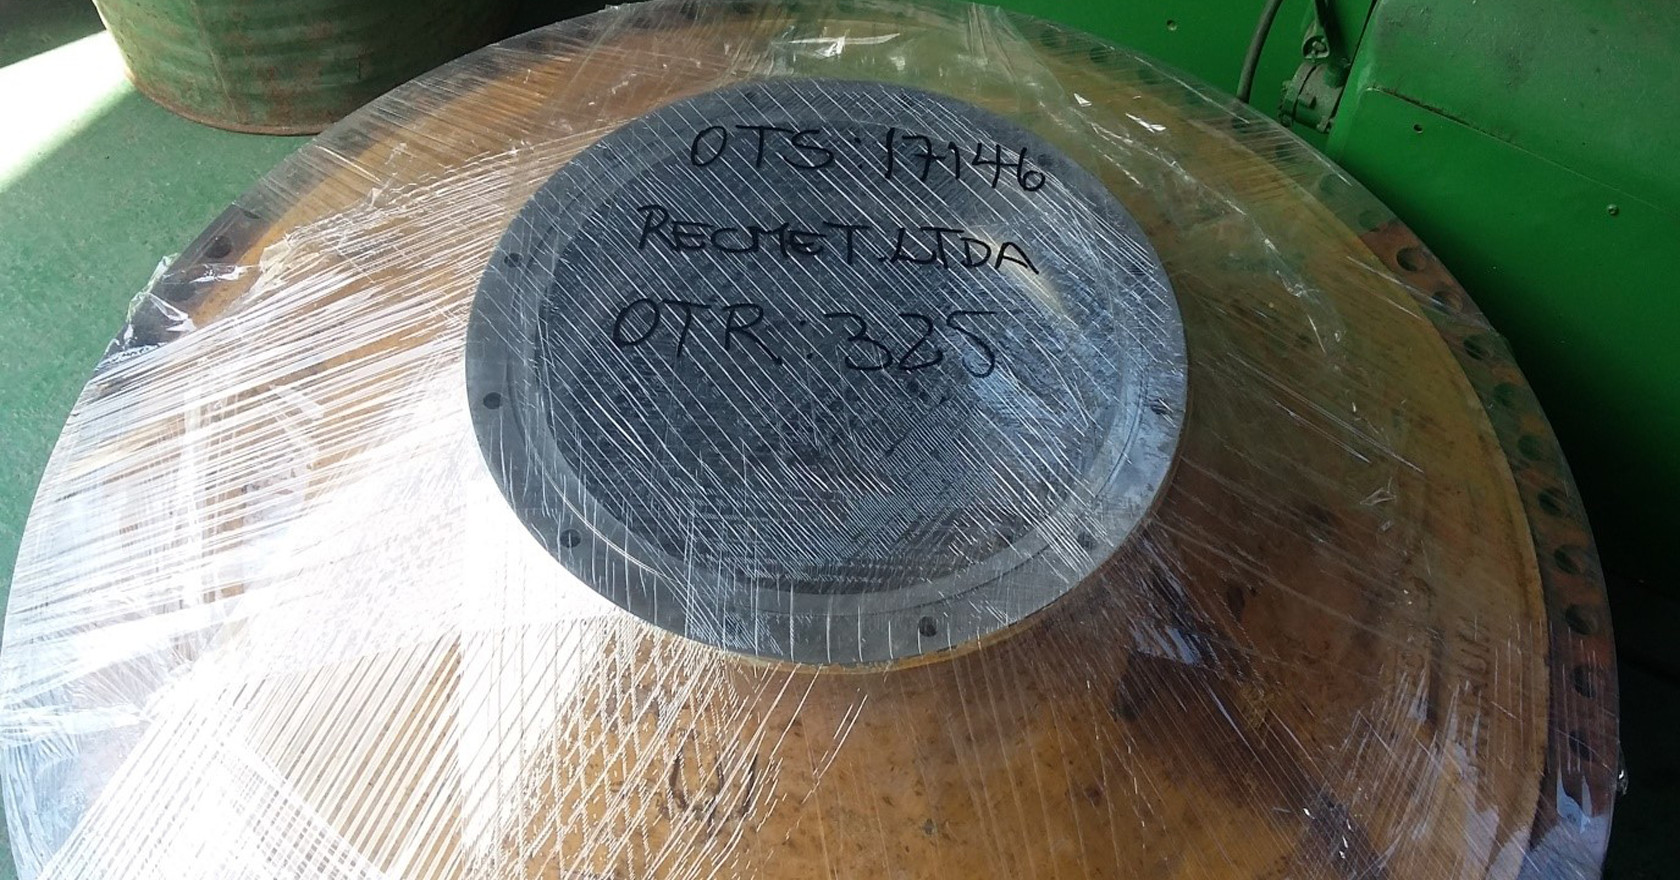 OTS: 17146
RECMET.LTDA
OTR: 325